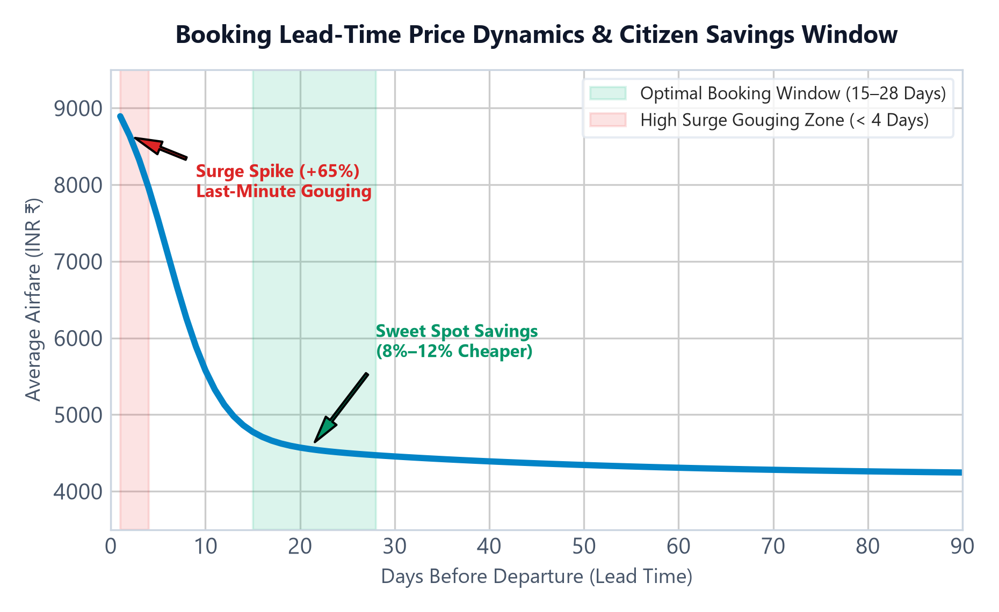 Booking Lead-Time Price Dynamics & Citizen Savings Window
Optimal Booking Window (15–28 Days)
High Surge Gouging Zone (< 4 Days)
Surge Spike (+65%)
Last-Minute Gouging
Sweet Spot Savings
(8%–12% Cheaper)
Average Airfare (INR ₹)
9000
8000
7000
6000
5000
4000
0 10 20 30 40 50 60 70 80 90
Days Before Departure (Lead Time)